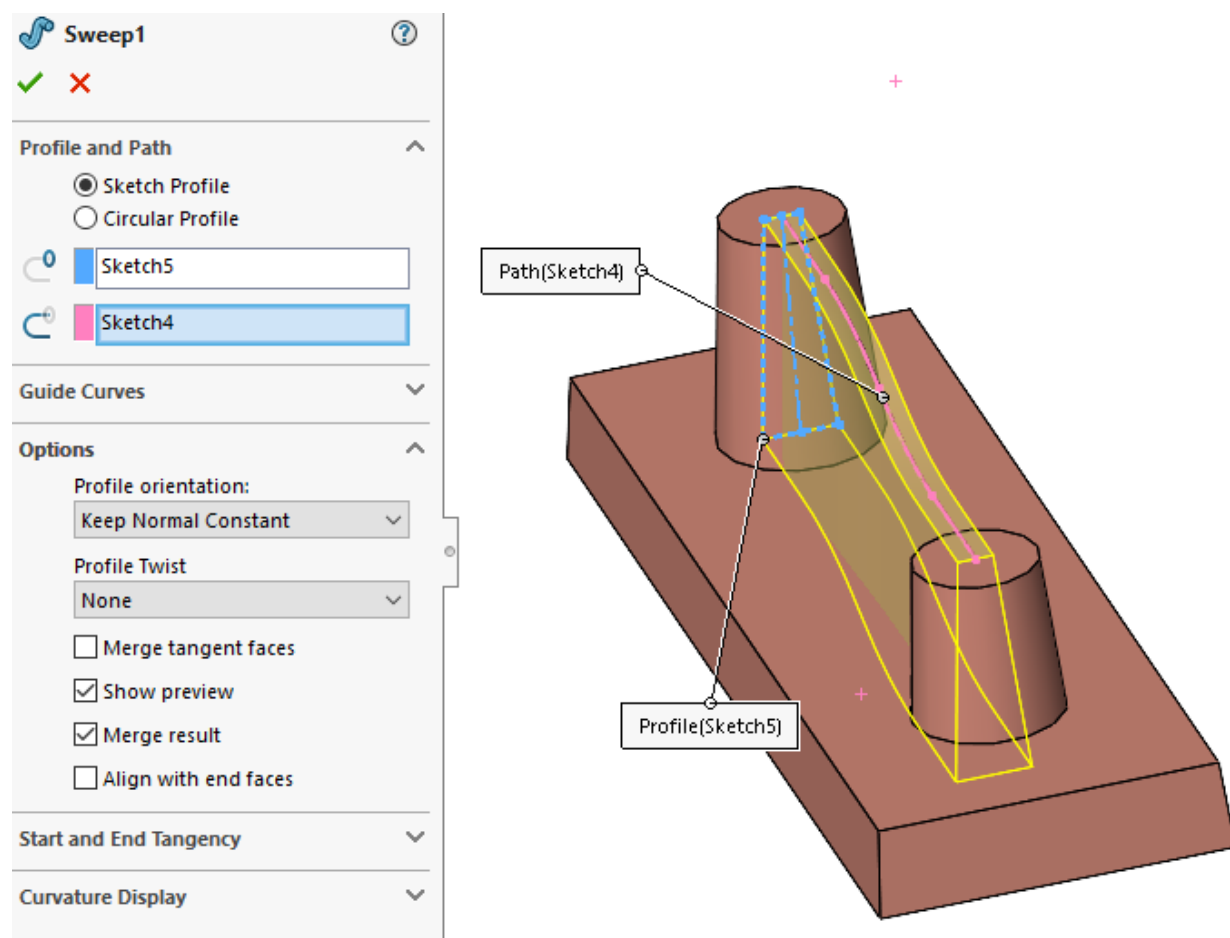 Sweep1
?
Profile and Path
Sketch Profile
Circular Profile
Sketch5
Sketch4
Guide Curves
Options
Profile orientation:
Keep Normal Constant
Profile Twist
None
Merge tangent faces
Show preview
Merge result
Align with end faces
Start and End Tangency
Curvature Display
Path(Sketch4)
Profile(Sketch5)